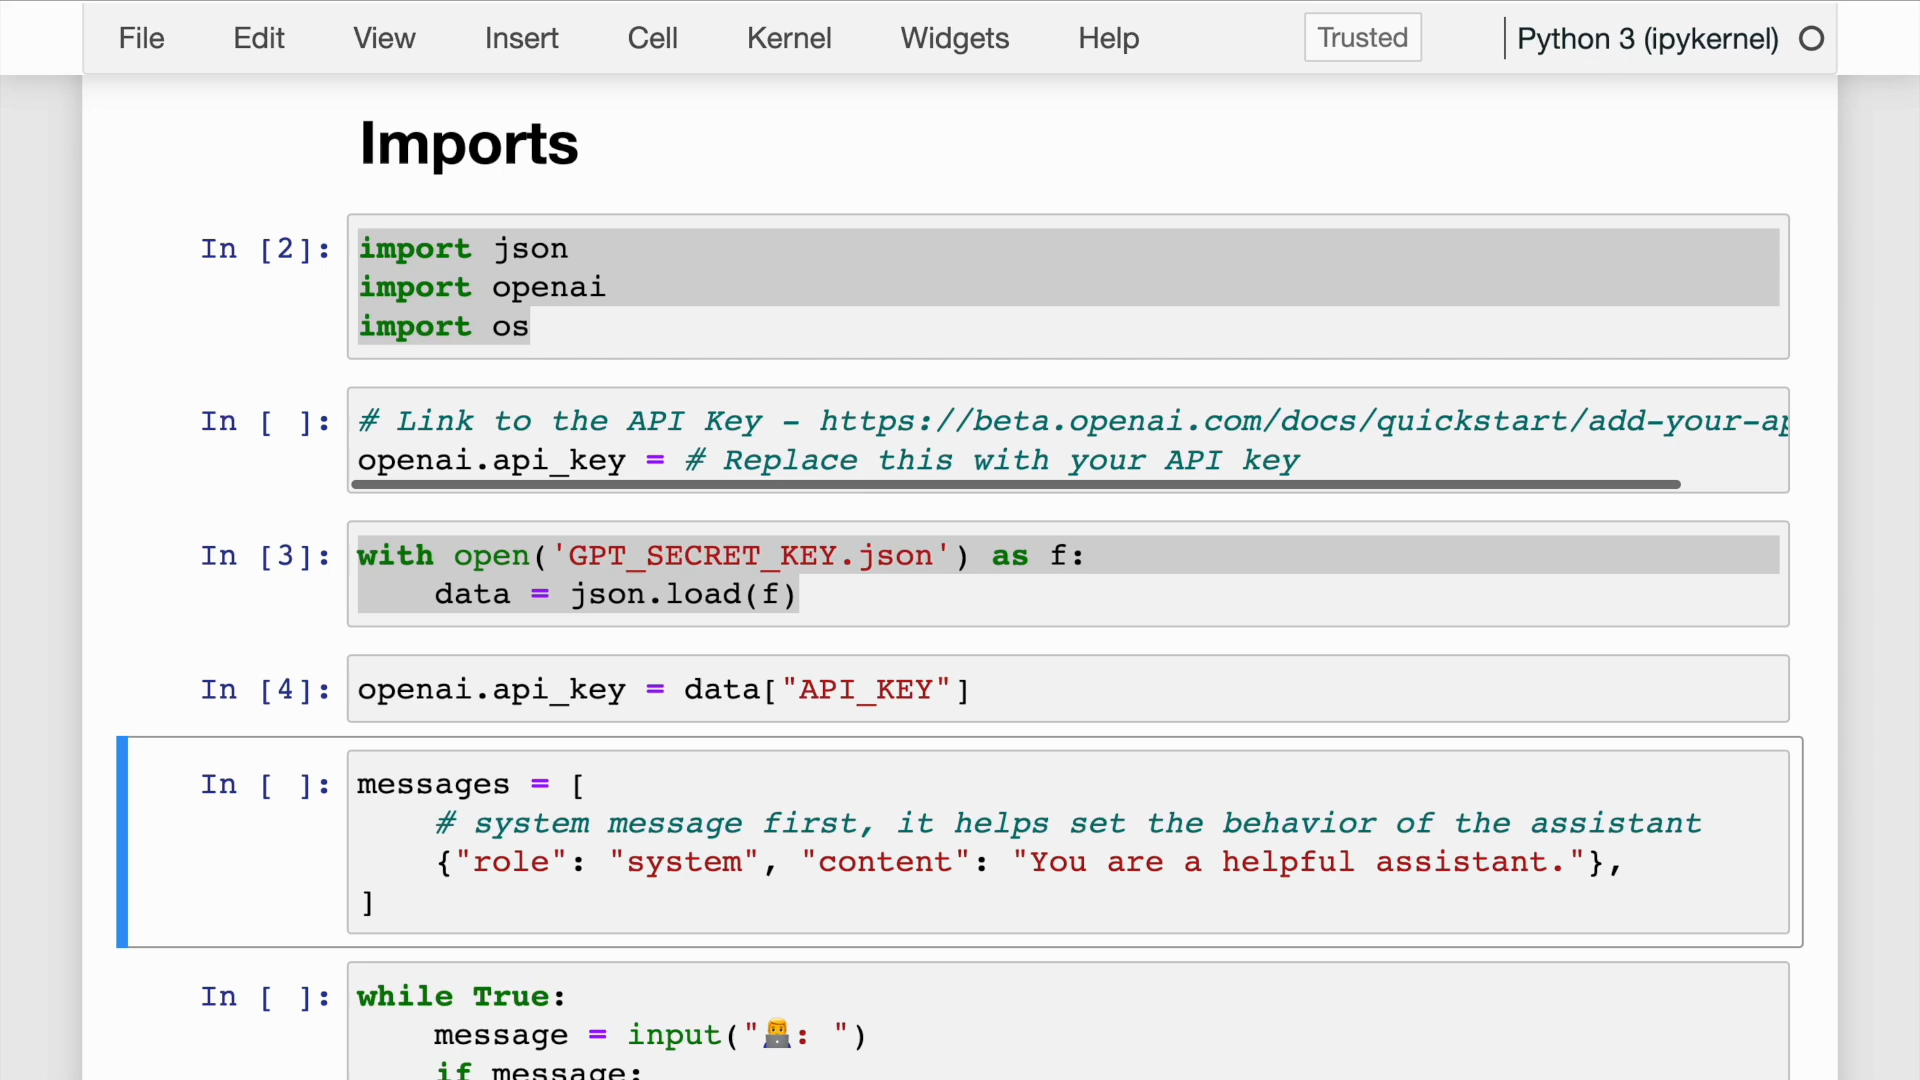 File Edit View Insert Cell Kernel Widgets Help Trusted Python 3 (ipykernel)
Imports
In [2]: import json
import openai
import os
In [ ]: # Link to the API Key - https://beta.openai.com/docs/quickstart/add-your-ap
openai.api_key = # Replace this with your API key
In [3]: with open('GPT_SECRET_KEY.json') as f:
data = json.load(f)
In [4]: openai.api_key = data["API_KEY"]
In [ ]: messages = [
# system message first, it helps set the behavior of the assistant
{"role": "system", "content": "You are a helpful assistant."},
]
In [ ]: while True:
message = input("👨‍💻: ")
if message: